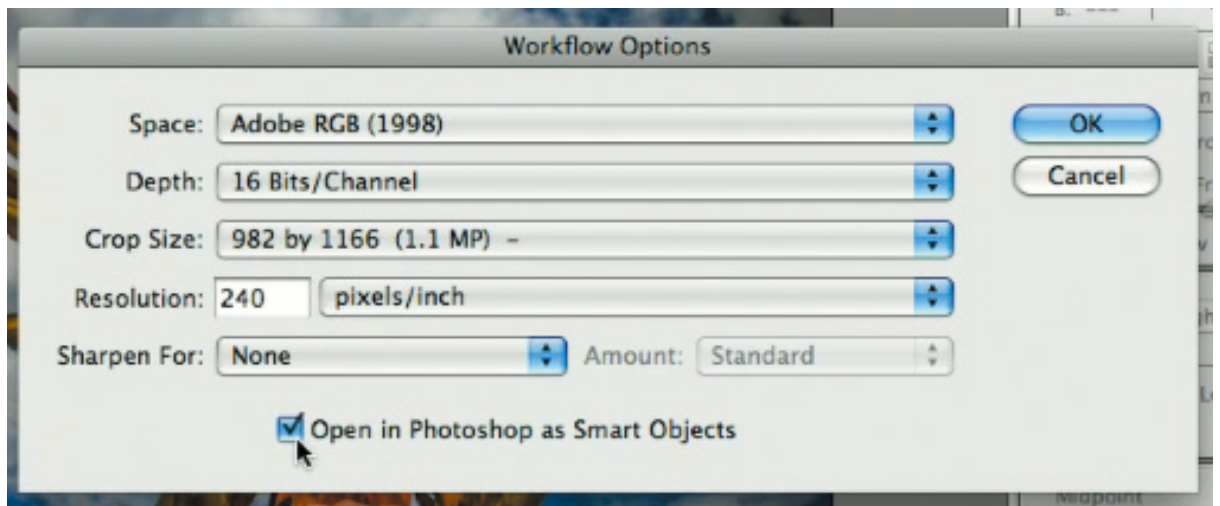 Workflow Options
Space: Adobe RGB (1998)
OK
Depth: 16 Bits/Channel
Cancel
Crop Size: 982 by 1166 (1.1 MP) –
Resolution: 240 pixels/inch
Sharpen For: None Amount: Standard
Open in Photoshop as Smart Objects
Midpoint